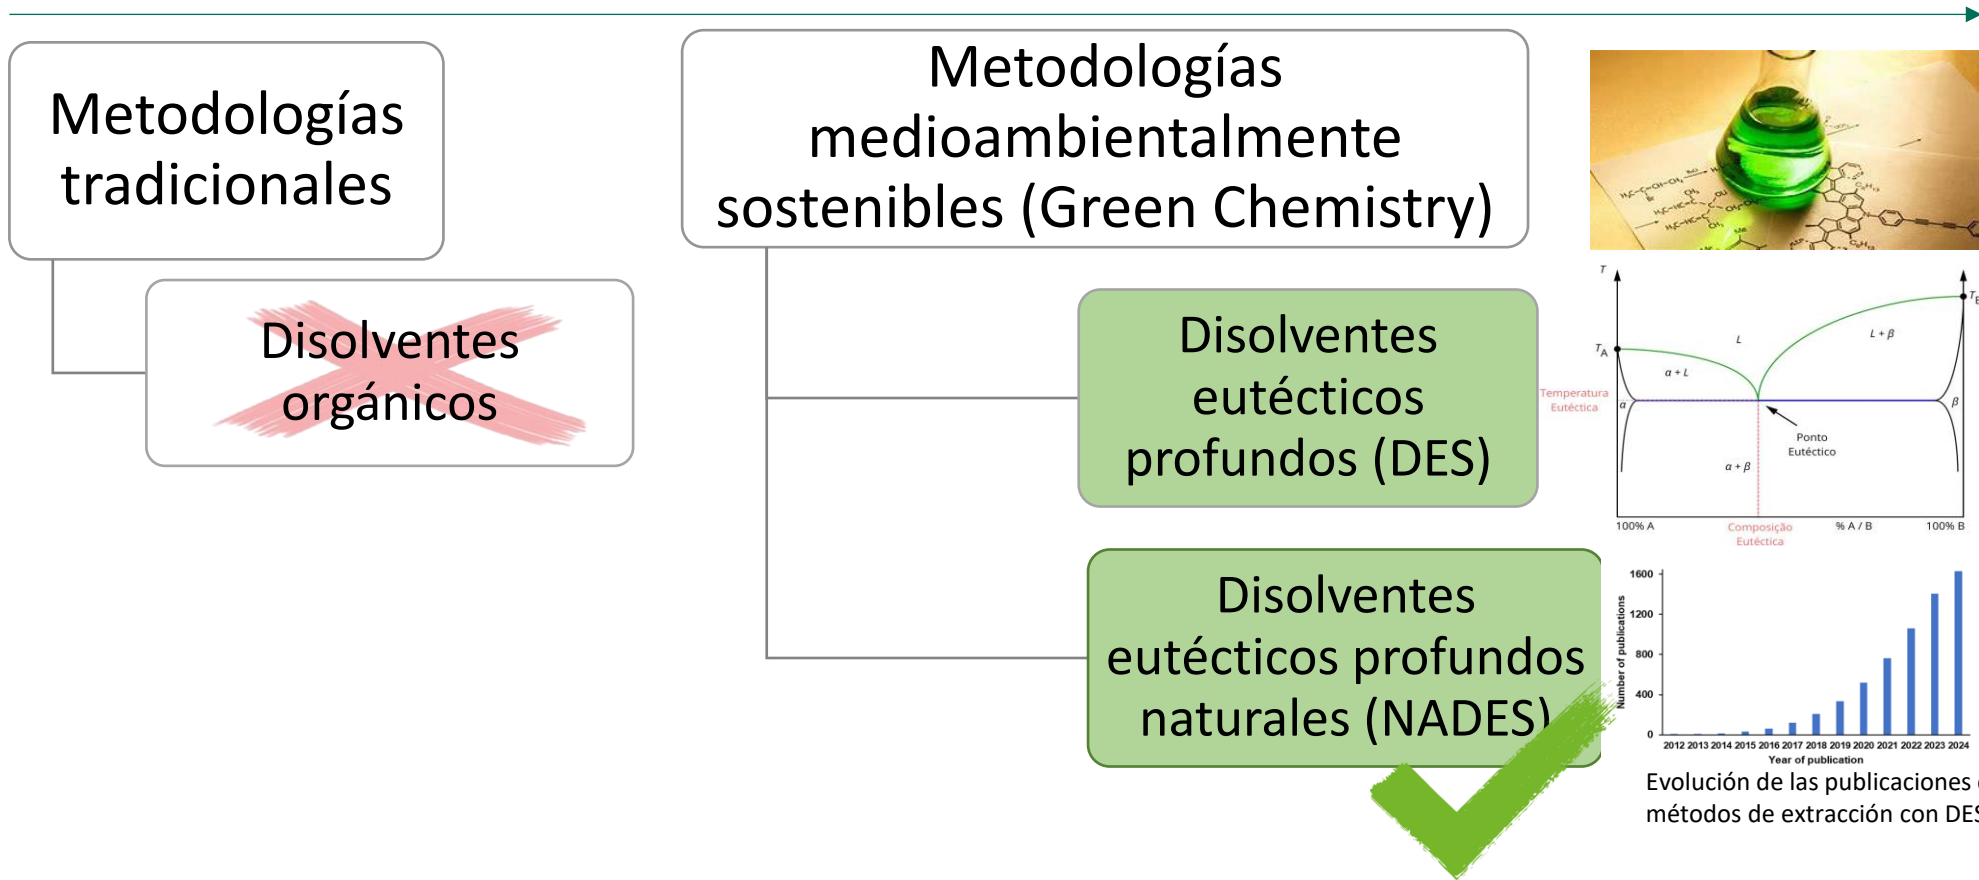 Metodologías
tradicionales
Disolventes
orgánicos
Metodologías
medioambientalmente
sostenibles (Green Chemistry)
Disolventes
eutécticos
profundos (DES)
Disolventes
eutécticos profundos
naturales (NADES)
T
T_A
T_B
L
L + β
α + L
α
β
α + β
Temperatura
Eutéctica
Ponto
Eutéctico
100% A
Composição
Eutéctica
% A / B
100% B
Number of publications
1600
1200
800
400
0
2012 2013 2014 2015 2016 2017 2018 2019 2020 2021 2022 2023 2024
Year of publication
Evolución de las publicaciones
métodos de extracción con DES